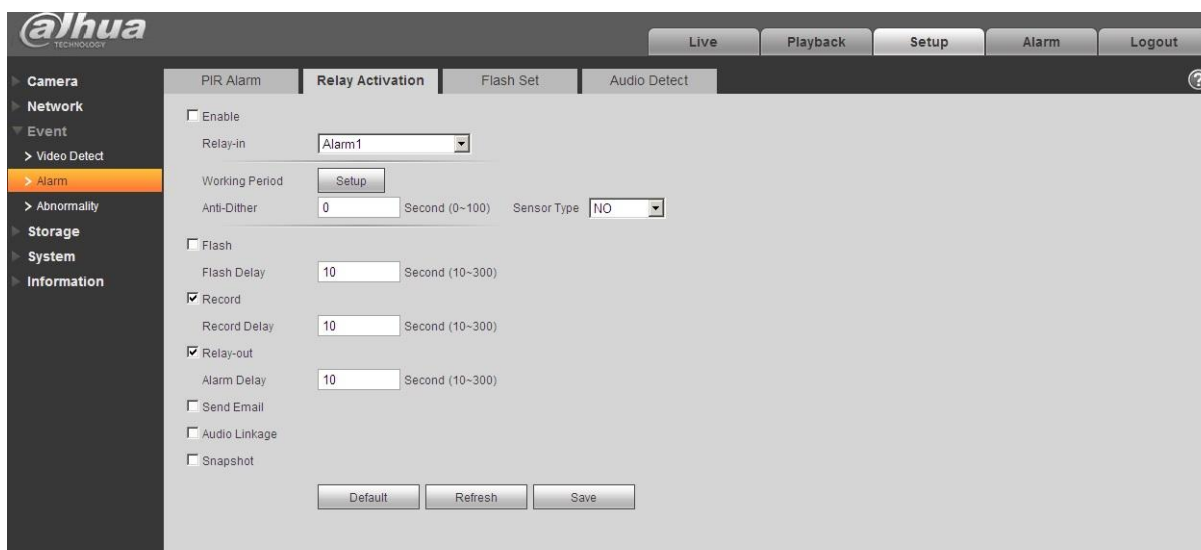 alhua
TECHNOLOGY
Live Playback Setup Alarm Logout
Camera
Network
Event
> Video Detect
> Alarm
> Abnormality
Storage
System
Information
PIR Alarm Relay Activation Flash Set Audio Detect ?
Enable
Relay-in Alarm1
Working Period Setup
Anti-Dither 0 Second (0~100) Sensor Type NO
Flash
Flash Delay 10 Second (10~300)
Record
Record Delay 10 Second (10~300)
Relay-out
Alarm Delay 10 Second (10~300)
Send Email
Audio Linkage
Snapshot
Default Refresh Save